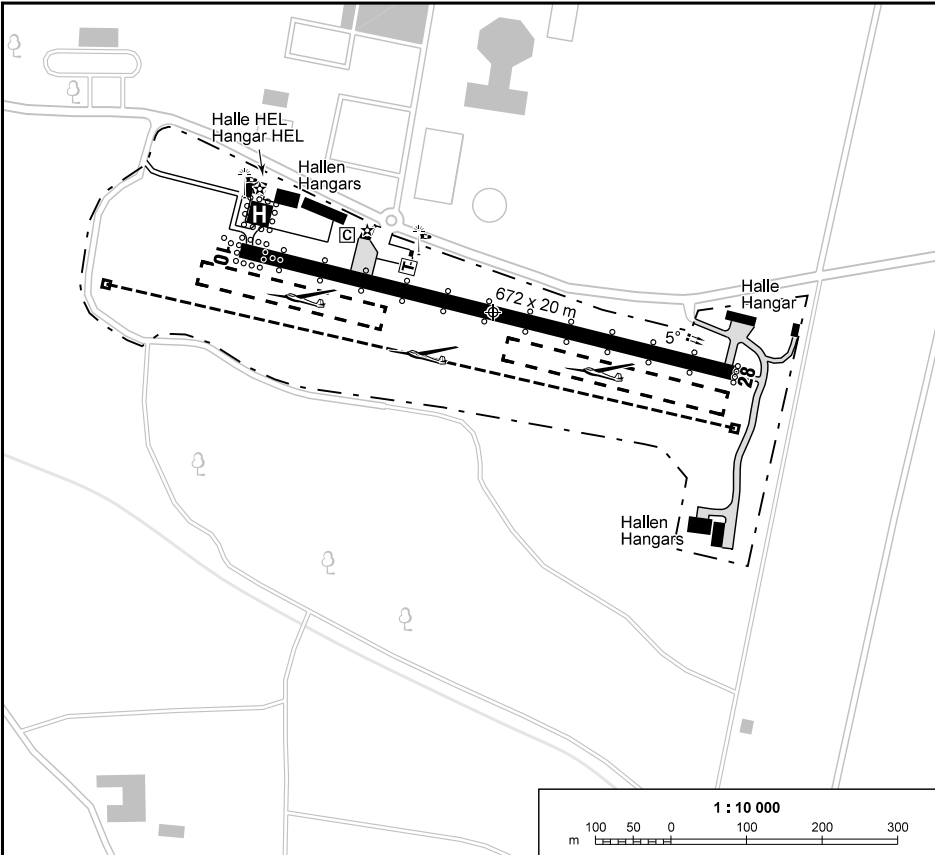 Halle HEL
Hangar HEL
Hallen
Hangars
H
C
T
10
672 x 20 m
5°
Halle
Hangar
28
Hallen
Hangars
1 : 10 000
m 100 50 0 100 200 300